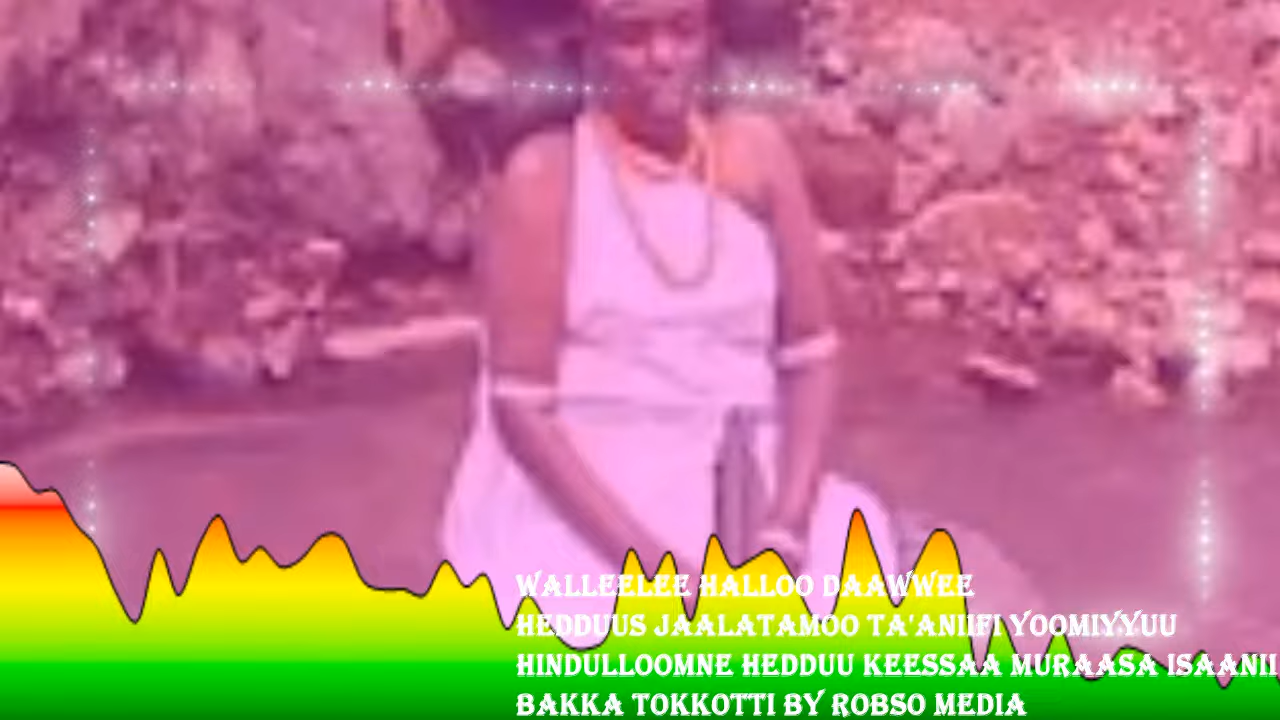 WALLEELEE HALLOO DAAWWEE
HEDDUUS JAALATAMOO TA'ANIIFI YOOMIYYUU
HINDULLOOMNE HEDDUU KEESSAA MURAASA ISAANII
BAKKA TOKKOTTI BY ROBSO MEDIA